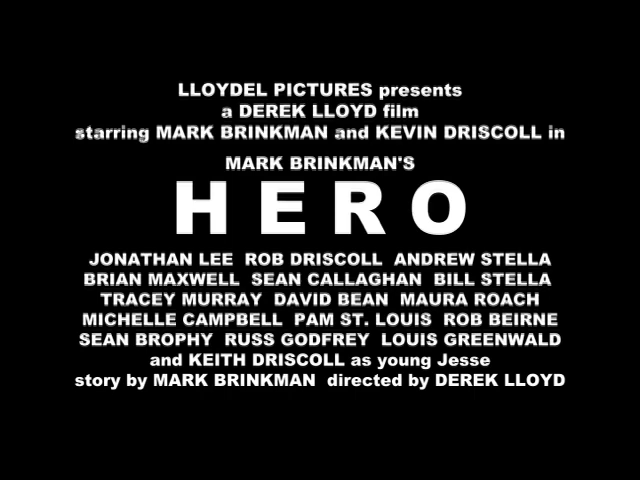 LLOYDEL PICTURES presents
a DEREK LLOYD film
starring MARK BRINKMAN and KEVIN DRISCOLL in
MARK BRINKMAN'S
HERO
JONATHAN LEE ROB DRISCOLL ANDREW STELLA
BRIAN MAXWELL SEAN CALLAGHAN BILL STELLA
TRACEY MURRAY DAVID BEAN MAURA ROACH
MICHELLE CAMPBELL PAM ST. LOUIS ROB BEIRNE
SEAN BROPHY RUSS GODFREY LOUIS GREENWALD
and KEITH DRISCOLL as young Jesse
story by MARK BRINKMAN directed by DEREK LLOYD